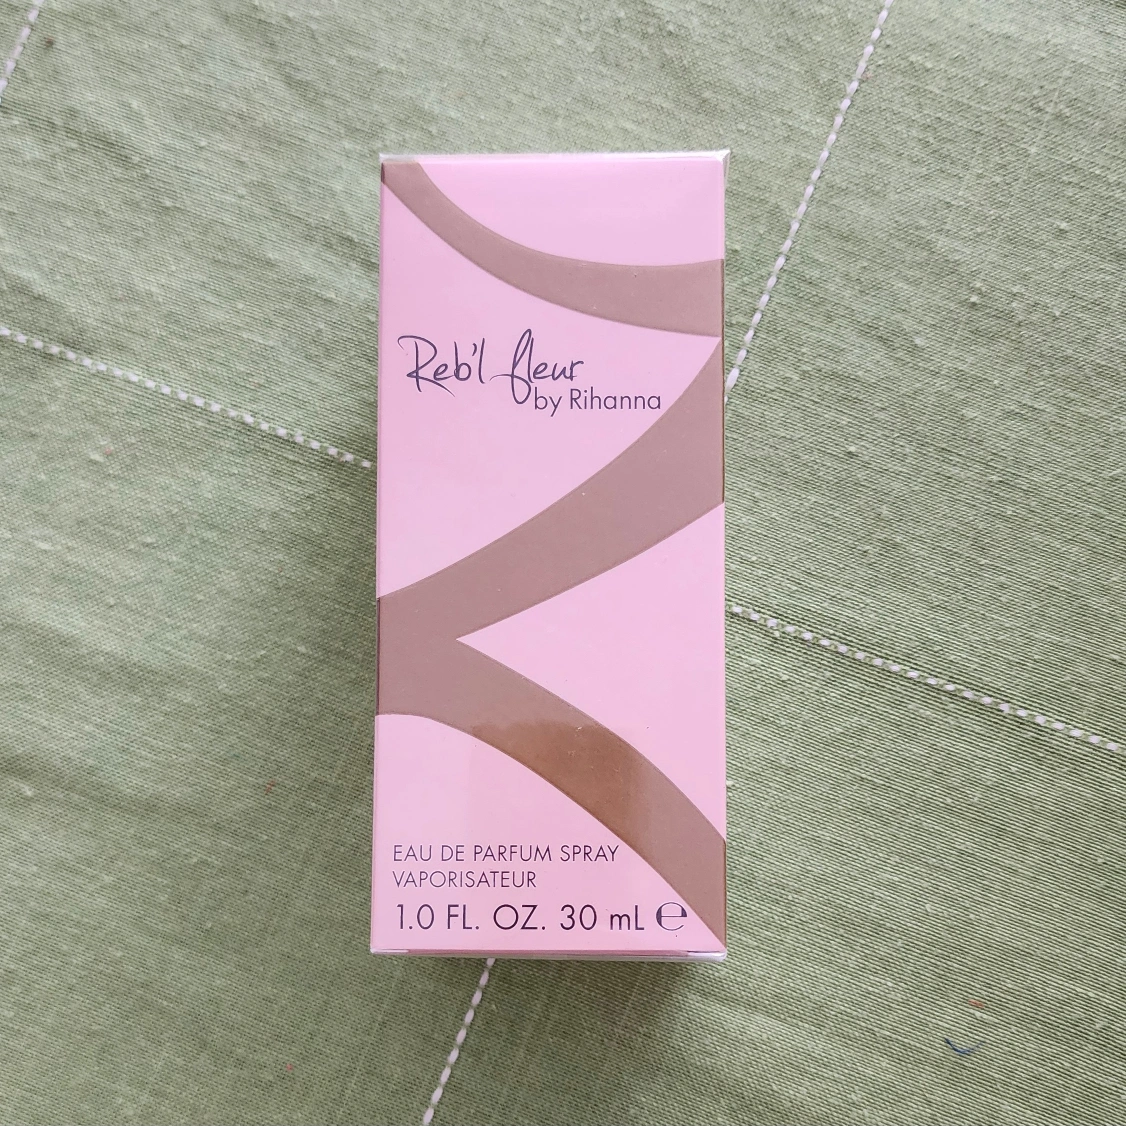 Reb'l fleur
by Rihanna
EAU DE PARFUM SPRAY
VAPORISATEUR
1.0 FL. OZ. 30 mL ℮